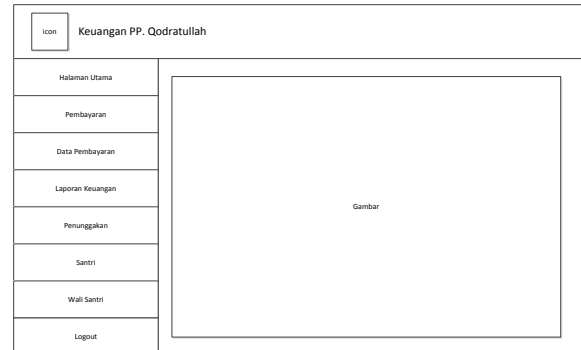 icon
Keuangan PP. Qodratullah
Halaman Utama
Pembayaran
Data Pembayaran
Laporan Keuangan
Penunggakan
Santri
Wali Santri
Logout
Gambar